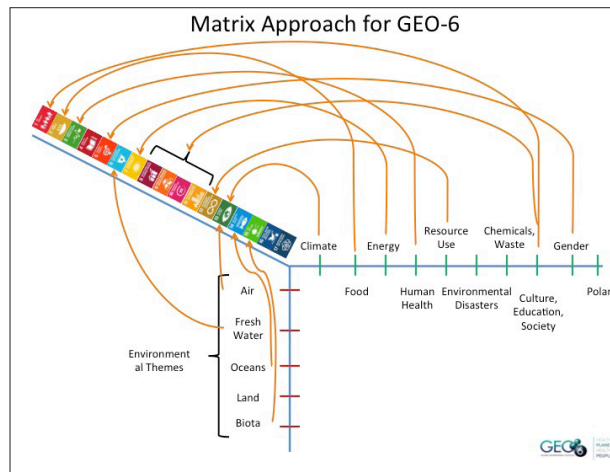 Matrix Approach for GEO-6
Climate
Energy
Resource
Use
Chemicals,
Waste
Gender
Food
Human
Health
Environmental
Disasters
Culture,
Education,
Society
Polar
Air
Fresh
Water
Environment
al Themes
Oceans
Land
Biota
GEO